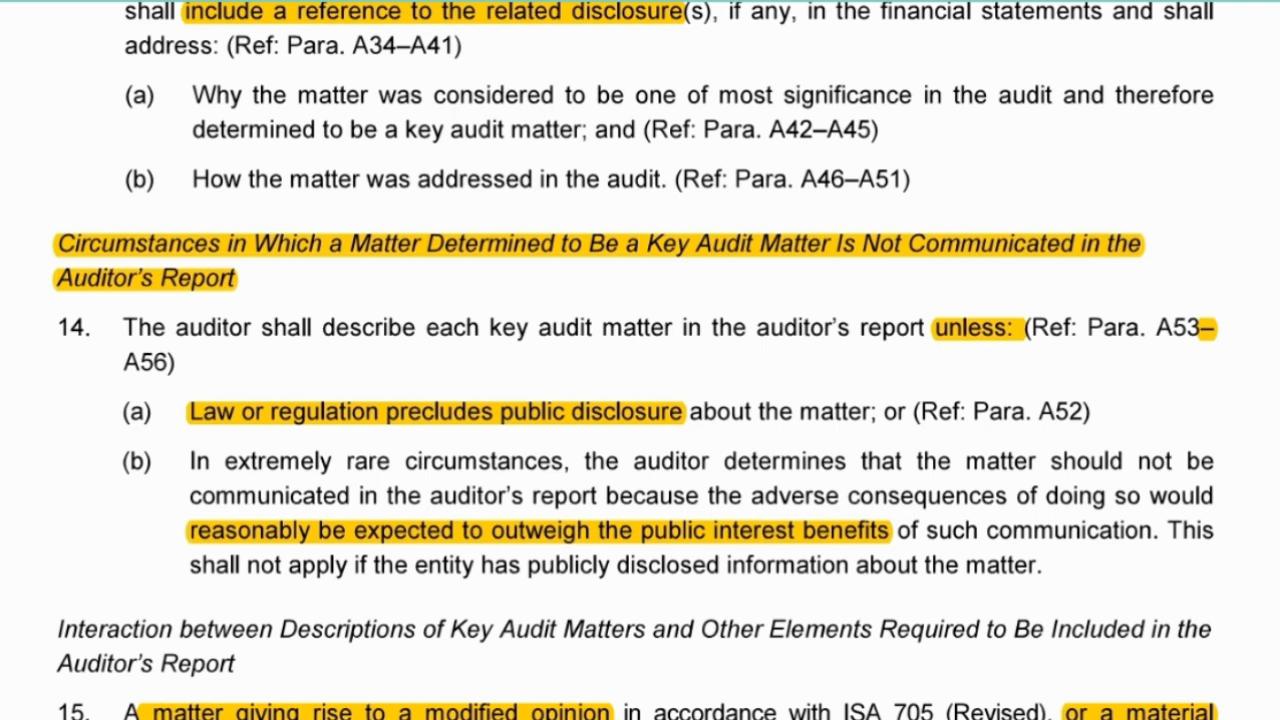 shall include a reference to the related disclosure(s), if any, in the financial statements and shall
address: (Ref: Para. A34–A41)
(a) Why the matter was considered to be one of most significance in the audit and therefore
determined to be a key audit matter; and (Ref: Para. A42–A45)
(b) How the matter was addressed in the audit. (Ref: Para. A46–A51)
Circumstances in Which a Matter Determined to Be a Key Audit Matter Is Not Communicated in the
Auditor's Report
14. The auditor shall describe each key audit matter in the auditor's report unless: (Ref: Para. A53–
A56)
(a) Law or regulation precludes public disclosure about the matter; or (Ref: Para. A52)
(b) In extremely rare circumstances, the auditor determines that the matter should not be
communicated in the auditor's report because the adverse consequences of doing so would
reasonably be expected to outweigh the public interest benefits of such communication. This
shall not apply if the entity has publicly disclosed information about the matter.
Interaction between Descriptions of Key Audit Matters and Other Elements Required to Be Included in the
Auditor's Report
15. A matter giving rise to a modified opinion in accordance with ISA 705 (Revised), or a material